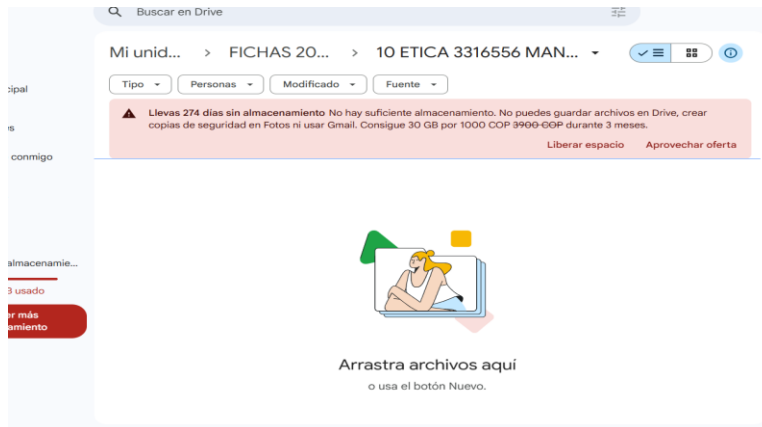 Buscar en Drive
Mi unid... > FICHAS 20... > 10 ETICA 3316556 MAN...
Tipo Personas Modificado Fuente
cipal
es
conmigo
Llevas 274 días sin almacenamiento No hay suficiente almacenamiento. No puedes guardar archivos en Drive, crear
copias de seguridad en Fotos ni usar Gmail. Consigue 30 GB por 1000 COP 3900 COP durante 3 meses.
Liberar espacio Aprovechar oferta
almacenamie...
B usado
er más
amiento
Arrastra archivos aquí
o usa el botón Nuevo.